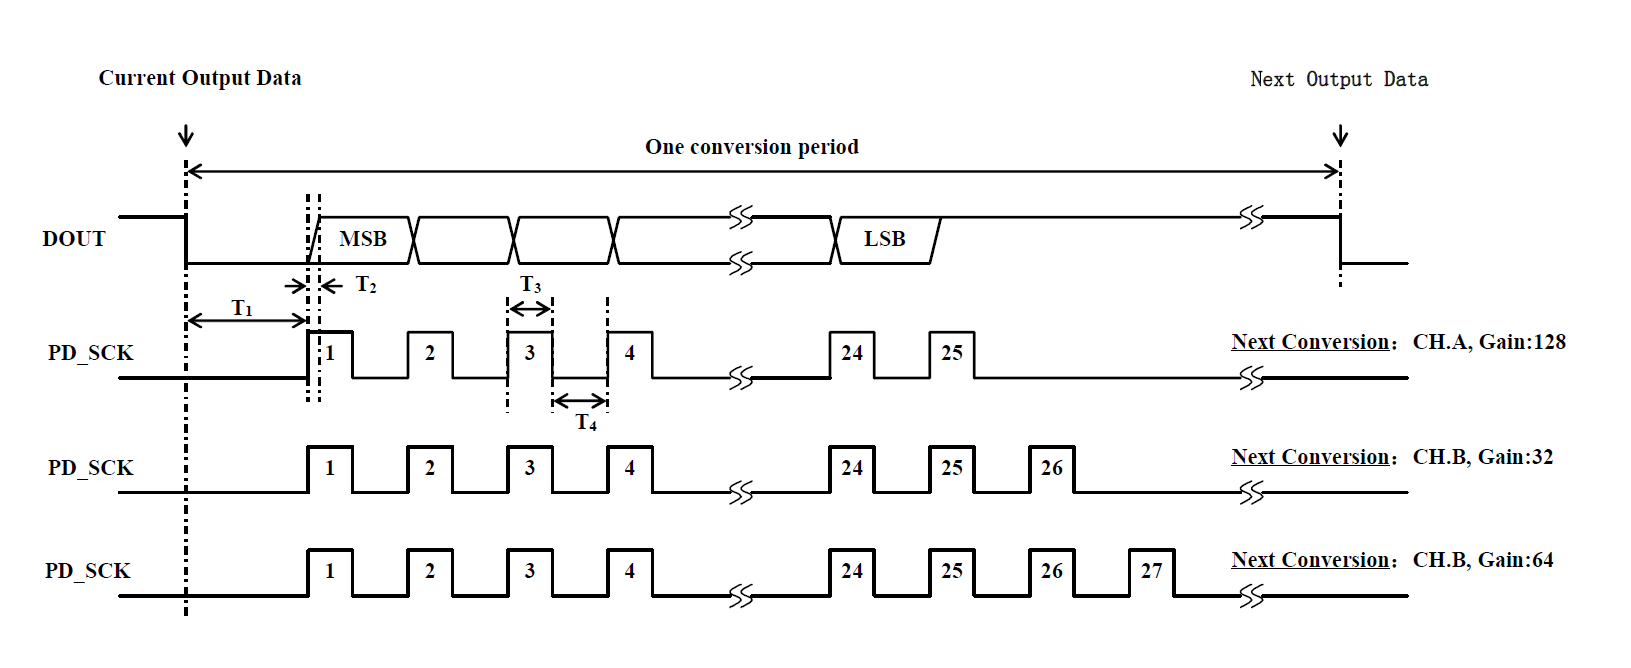 Current Output Data
Next Output Data
One conversion period
DOUT
MSB
LSB
T2
T3
T1
PD_SCK
1
2
3
4
24
25
Next Conversion：CH.A, Gain:128
T4
PD_SCK
1
2
3
4
24
25
26
Next Conversion：CH.B, Gain:32
PD_SCK
1
2
3
4
24
25
26
27
Next Conversion：CH.B, Gain:64